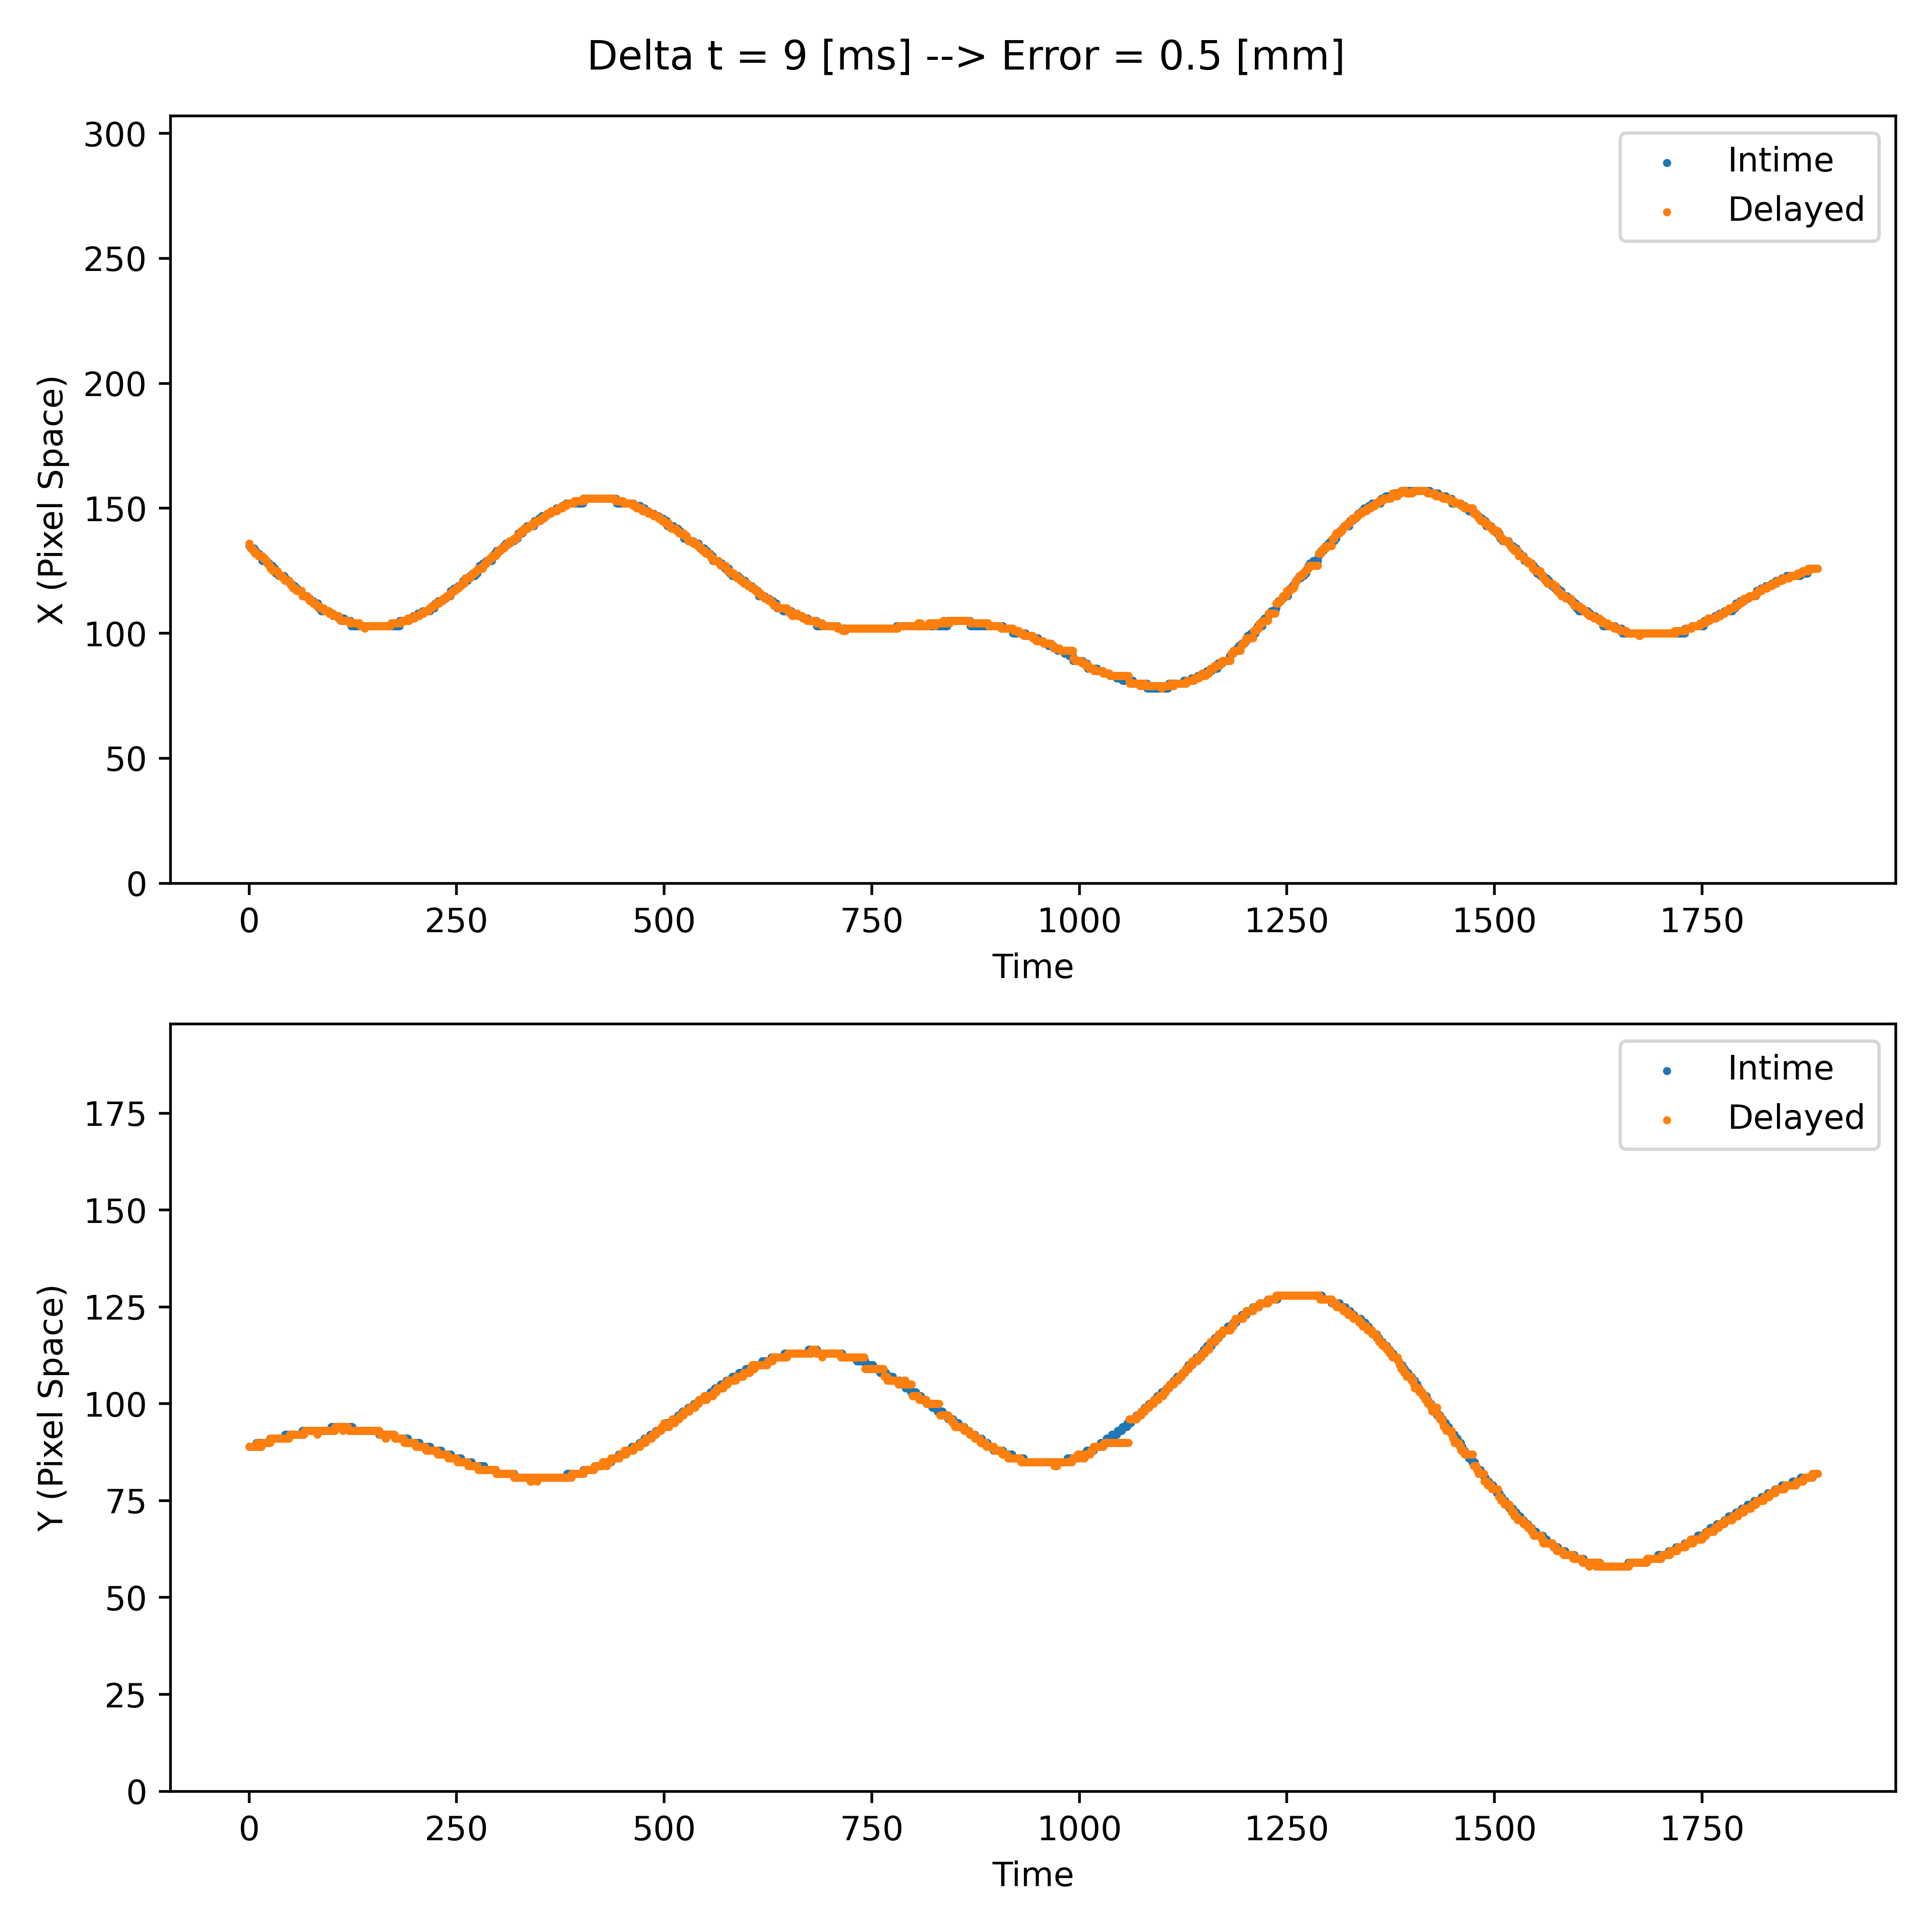 Delta t = 9 [ms] --> Error = 0.5 [mm]
300
250
200
150
100
50
0
X (Pixel Space)
Intime
Delayed
0 250 500 750 1000 1250 1500 1750
Time
175
150
125
100
75
50
25
0
Y (Pixel Space)
Intime
Delayed
0 250 500 750 1000 1250 1500 1750
Time